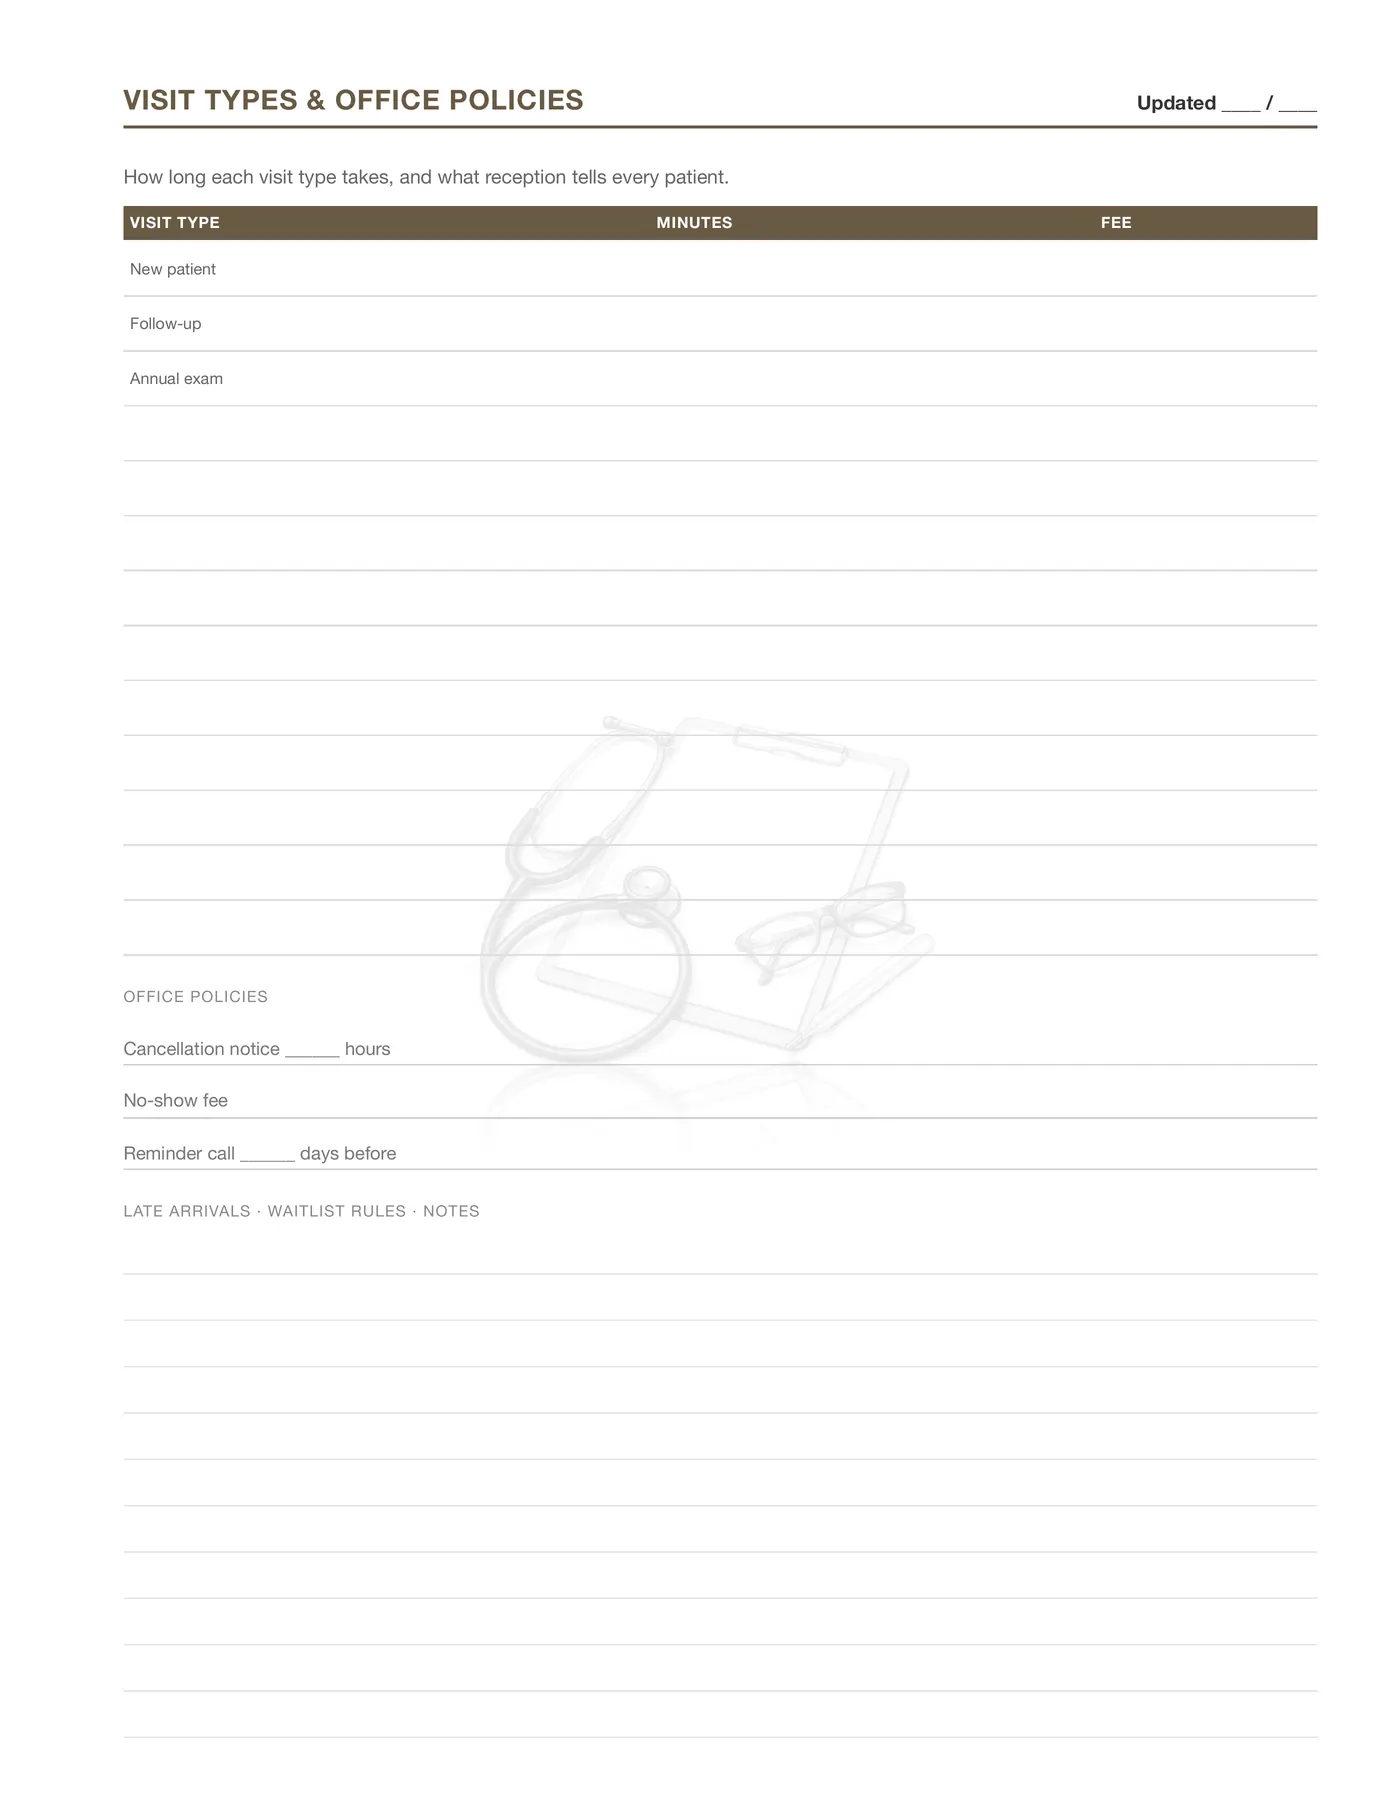 VISIT TYPES & OFFICE POLICIES Updated ____ / ____
How long each visit type takes, and what reception tells every patient.
VISIT TYPE MINUTES FEE
New patient
Follow-up
Annual exam
OFFICE POLICIES
Cancellation notice ______ hours
No-show fee
Reminder call ______ days before
LATE ARRIVALS · WAITLIST RULES · NOTES